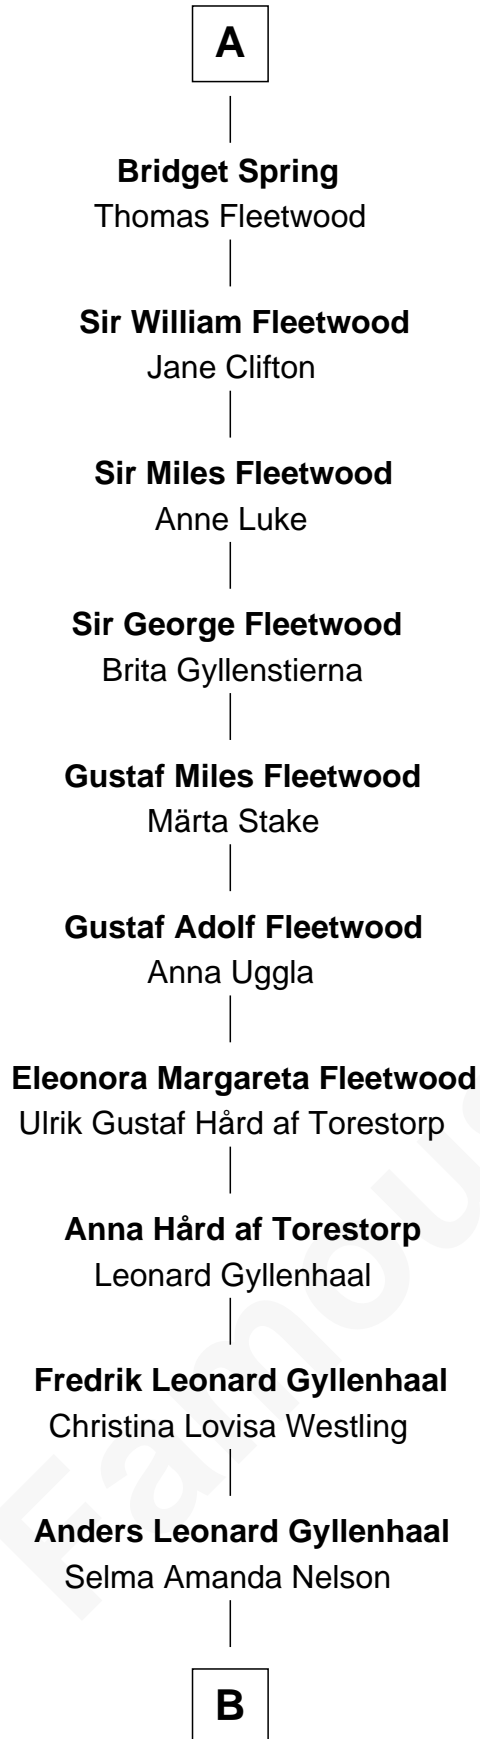 A
Bridget Spring
Thomas Fleetwood
Sir William Fleetwood
Jane Clifton
Sir Miles Fleetwood
Anne Luke
Sir George Fleetwood
Brita Gyllenstierna
Gustaf Miles Fleetwood
Märta Stake
Gustaf Adolf Fleetwood
Anna Uggla
Eleonora Margareta Fleetwood
Ulrik Gustaf Hård af Torestorp
Anna Hård af Torestorp
Leonard Gyllenhaal
Fredrik Leonard Gyllenhaal
Christina Lovisa Westling
Anders Leonard Gyllenhaal
Selma Amanda Nelson
B
Famous